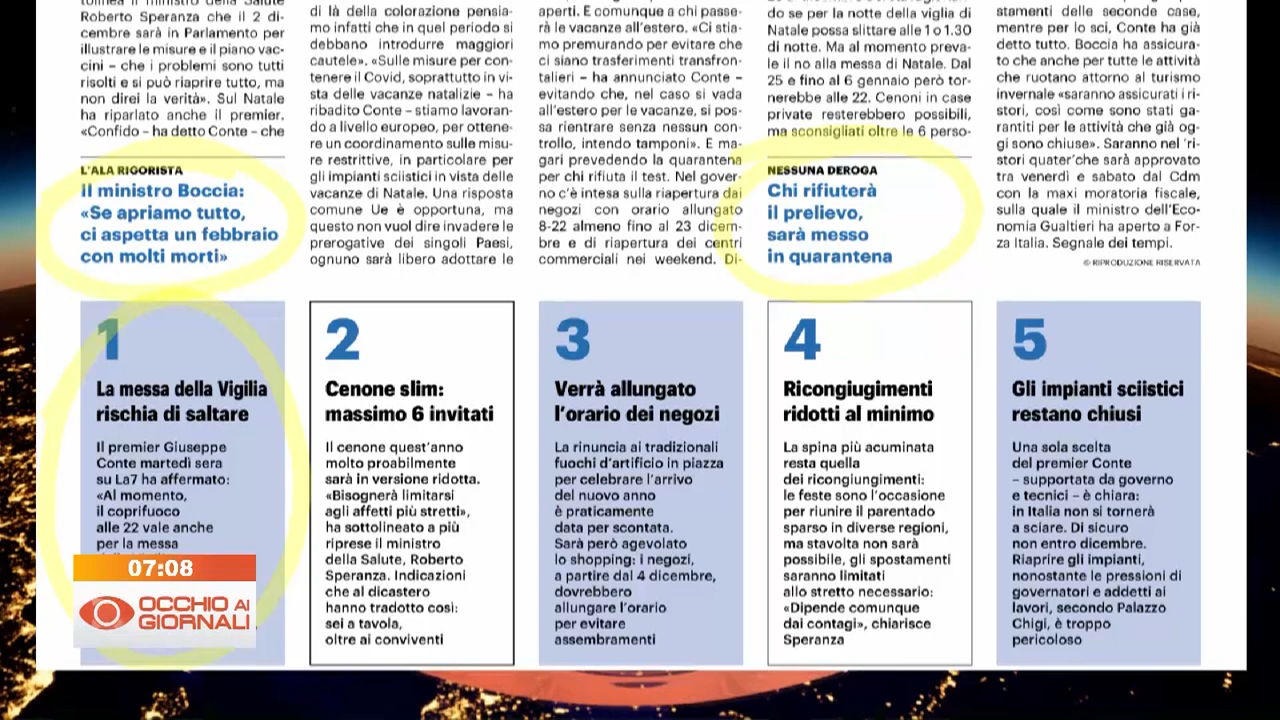 tolinea il ministro della Salute
Roberto Speranza che il 2 di-
cembre sarà in Parlamento per
illustrare le misure e il piano vac-
cini – che i problemi sono tutti
risolti e si può riaprire tutto, ma
non direi la verità». Sul Natale
ha riparlato anche il premier.
«Confido – ha detto Conte – che
L'ALA RIGORISTA
Il ministro Boccia:
«Se apriamo tutto,
ci aspetta un febbraio
con molti morti»
di là della colorazione pensia-
mo infatti che in quel periodo si
debbano introdurre maggiori
cautele». «Sulle misure per con-
tenere il Covid, soprattutto in vi-
sta delle vacanze natalizie – ha
ribadito Conte – stiamo lavoran-
do a livello europeo, per ottene-
re un coordinamento sulle misu-
re restrittive, in particolare per
gli impianti sciistici in vista delle
vacanze di Natale. Una risposta
comune Ue è opportuna, ma
questo non vuol dire invadere le
prerogative dei singoli Paesi,
ognuno sarà libero adottare le
aperti. E comunque a chi passe-
rà le vacanze all'estero. «Ci stia-
mo premurando per evitare che
ci siano trasferimenti transfron-
talieri – ha annunciato Conte –
evitando che, nel caso si vada
all'estero per le vacanze, si pos-
sa rientrare senza nessun con-
trollo, intendo tamponi». E ma-
gari prevedendo la quarantena
per chi rifiuta il test. Nel gover-
no c'è intesa sulla riapertura dai
negozi con orario allungato
8-22 almeno fino al 23 dicem-
bre e di riapertura dei centri
commerciali nei weekend. Di-
do se per la notte della vigilia di
Natale possa slittare alle 1 o 1.30
di notte. Ma al momento preva-
le il no alla messa di Natale. Dal
25 e fino al 6 gennaio però tor-
nerebbe alle 22. Cenoni in case
private resterebbero possibili,
ma sconsigliati oltre le 6 perso-
NESSUNA DEROGA
Chi rifiuterà
il prelievo,
sarà messo
in quarantena
stamenti delle seconde case,
mentre per lo sci, Conte ha già
detto tutto. Boccia ha assicura-
to che anche per tutte le attività
che ruotano attorno al turismo
invernale «saranno assicurati i ri-
stori, così come sono stati ga-
rantiti per le attività che già og-
gi sono chiuse». Saranno nel 'ri-
stori quater'che sarà approvato
tra venerdì e sabato dal Cdm
con la maxi moratoria fiscale,
sulla quale il ministro dell'Eco-
nomia Gualtieri ha aperto a For-
za Italia. Segnale dei tempi.
© RIPRODUZIONE RISERVATA
1
La messa della Vigilia
rischia di saltare
Il premier Giuseppe
Conte martedì sera
su La7 ha affermato:
«Al momento,
il coprifuoco
alle 22 vale anche
per la messa
2
Cenone slim:
massimo 6 invitati
Il cenone quest'anno
molto proabilmente
sarà in versione ridotta.
«Bisognerà limitarsi
agli affetti più stretti»,
ha sottolineato a più
riprese il ministro
della Salute, Roberto
Speranza. Indicazioni
che al dicastero
hanno tradotto così:
sei a tavola,
oltre ai conviventi
3
Verrà allungato
l'orario dei negozi
La rinuncia ai tradizionali
fuochi d'artificio in piazza
per celebrare l'arrivo
del nuovo anno
è praticamente
data per scontata.
Sarà però agevolato
lo shopping: i negozi,
a partire dal 4 dicembre,
dovrebbero
allungare l'orario
per evitare
assembramenti
4
Ricongiugimenti
ridotti al minimo
La spina più acuminata
resta quella
dei ricongiungimenti:
le feste sono l'occasione
per riunire il parentado
sparso in diverse regioni,
ma stavolta non sarà
possibile, gli spostamenti
saranno limitati
allo stretto necessario:
«Dipende comunque
dai contagi», chiarisce
Speranza
5
Gli impianti sciistici
restano chiusi
Una sola scelta
del premier Conte
– supportata da governo
e tecnici – è chiara:
in Italia non si tornerà
a sciare. Di sicuro
non entro dicembre.
Riaprire gli impianti,
nonostante le pressioni di
governatori e addetti ai
lavori, secondo Palazzo
Chigi, è troppo
pericoloso
07:08
OCCHIO AI
GIORNALI